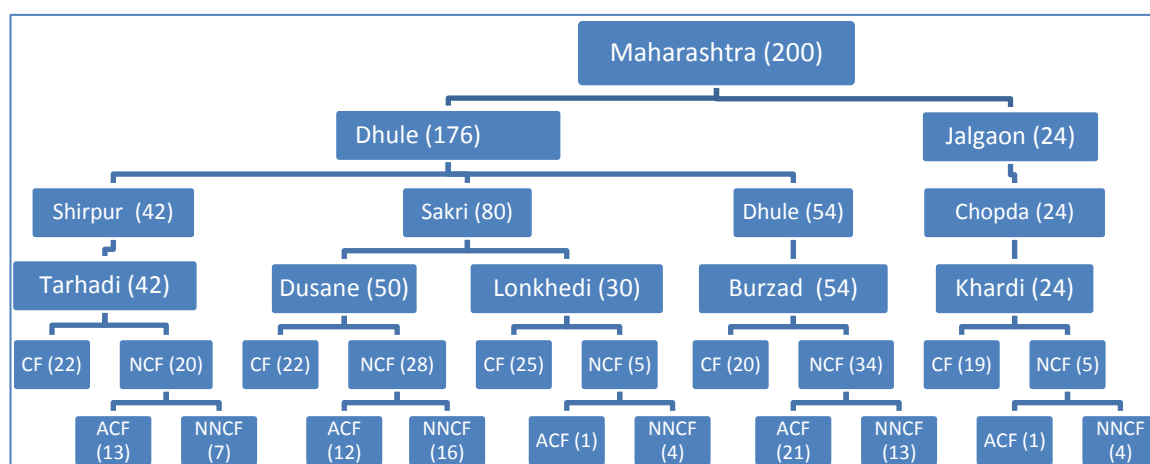 Maharashtra (200)
Dhule (176)
Jalgaon (24)
Shirpur (42)
Sakri (80)
Dhule (54)
Chopda (24)
Tarhadi (42)
Dusane (50)
Lonkhedi (30)
Burzad (54)
Khardi (24)
CF (22)
NCF (20)
CF (22)
NCF (28)
CF (25)
NCF (5)
CF (20)
NCF (34)
CF (19)
NCF (5)
ACF
(13)
NNCF
(7)
ACF
(12)
NNCF
(16)
ACF (1)
NNCF
(4)
ACF
(21)
NNCF
(13)
ACF (1)
NNCF
(4)